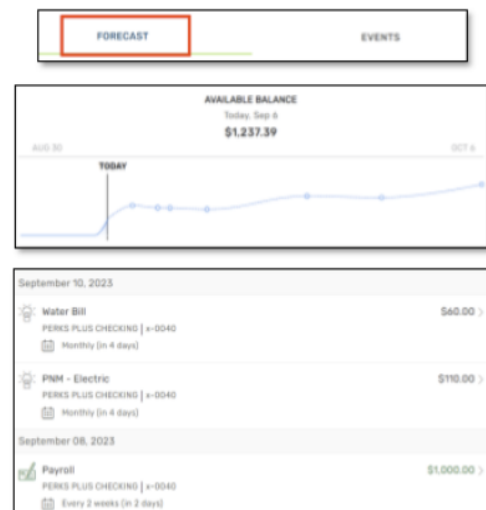 FORECAST EVENTS
AVAILABLE BALANCE
Today, Sep 6
$1,237.39
AUG 30 OCT 6
TODAY
September 10, 2023
Water Bill $60.00
PERKS PLUS CHECKING | x-0040
Monthly (in 4 days)
PNM - Electric $110.00
PERKS PLUS CHECKING | x-0040
Monthly (in 4 days)
September 08, 2023
Payroll $1,000.00
PERKS PLUS CHECKING | x-0040
Every 2 weeks (in 2 days)